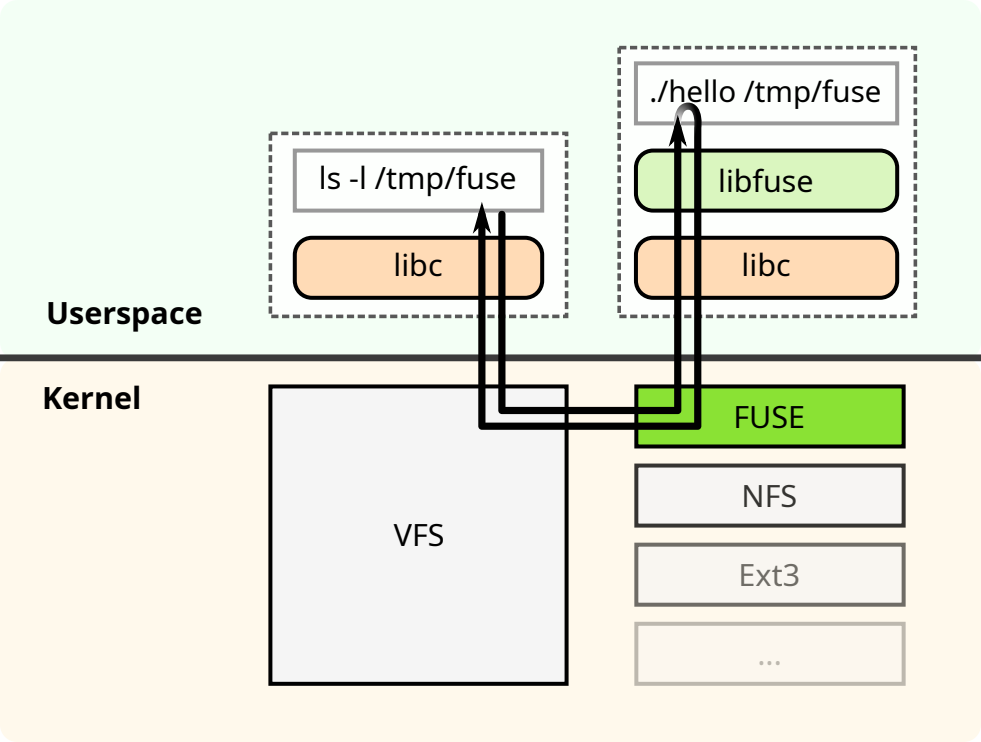 ./hello /tmp/fuse
ls -l /tmp/fuse
libfuse
libc
libc
Userspace
Kernel
FUSE
NFS
VFS
Ext3
...